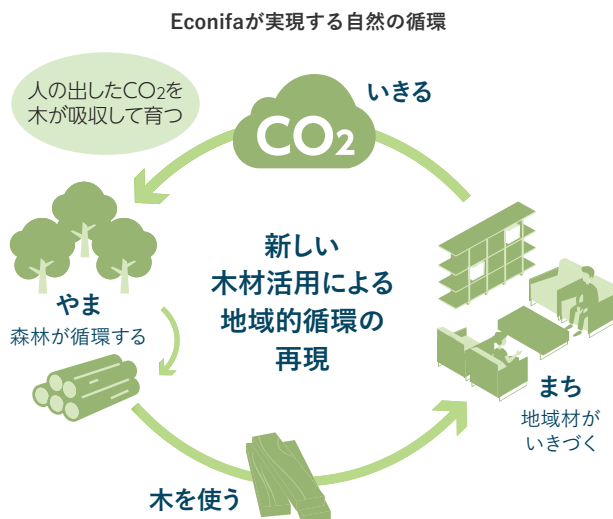 Econifaが実現する自然の循環
人の出したCO₂を
木が吸収して育つ
CO₂
いきる
新しい
木材活用による
地域的循環の
再現
やま
森林が循環する
まち
地域材が
いきづく
木を使う